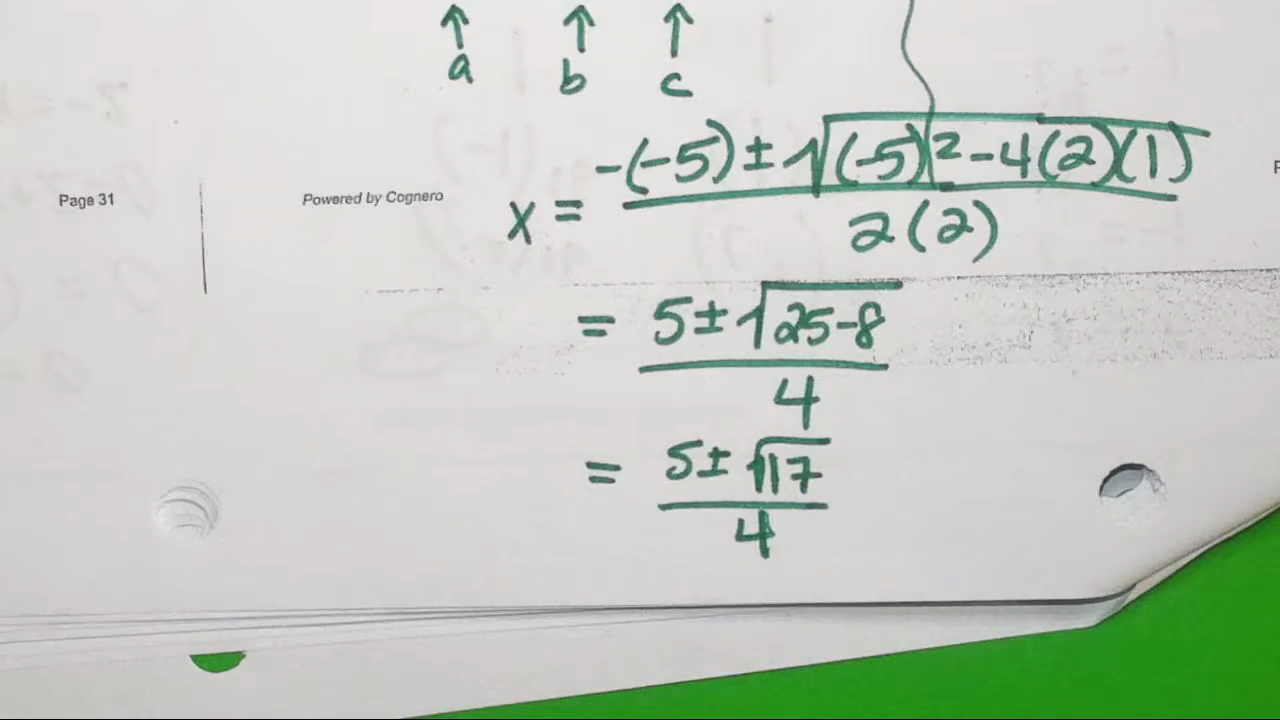 a b c
x = -(-5) ± √(-5)² - 4(2)(1) / 2(2)
Page 31
Powered by Cognero
= 5 ± √25-8 / 4
= 5 ± √17 / 4